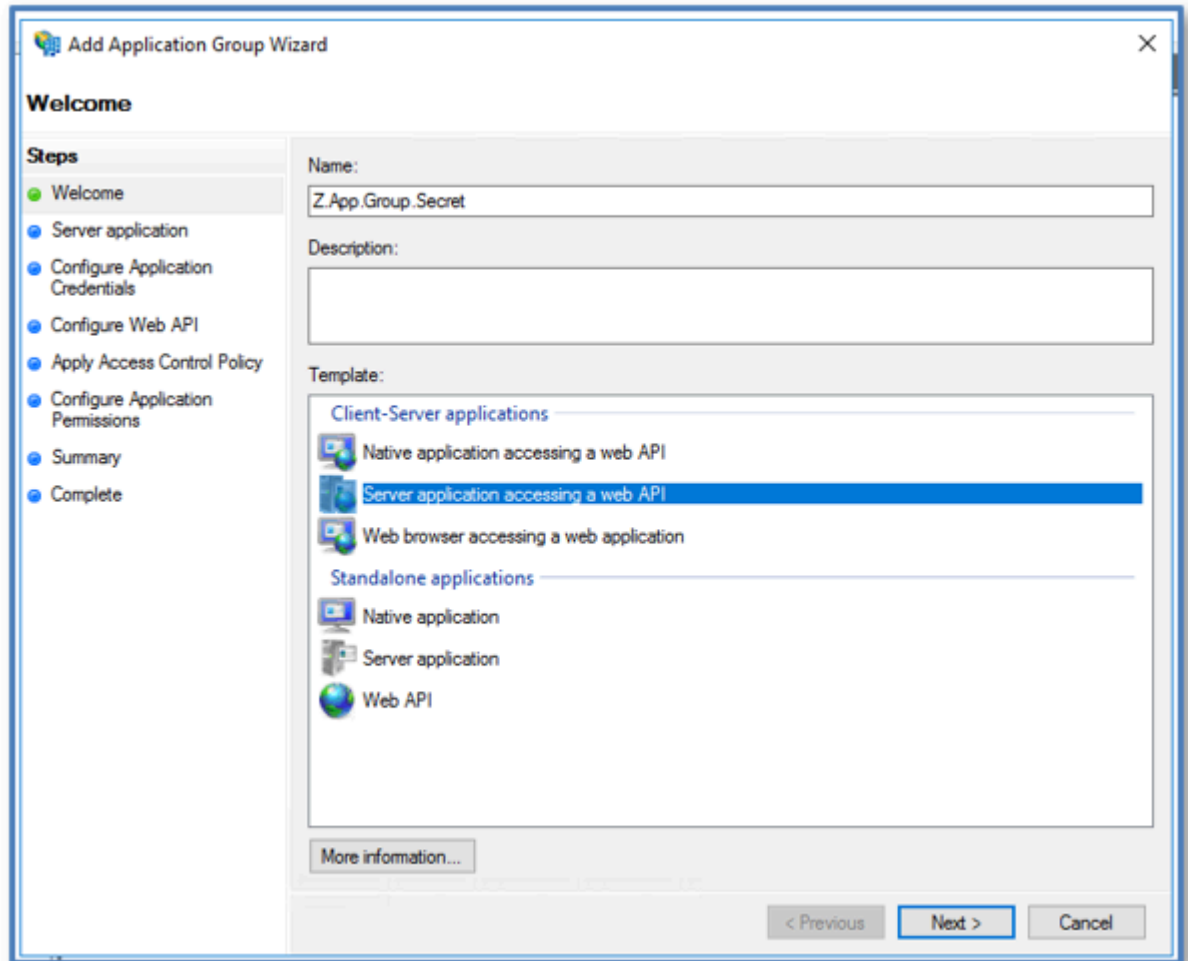 Add Application Group Wizard
Welcome
Steps
Welcome
Server application
Configure Application
Credentials
Configure Web API
Apply Access Control Policy
Configure Application
Permissions
Summary
Complete
Name:
Z.App.Group.Secret
Description:
Template:
Client-Server applications
Native application accessing a web API
Server application accessing a web API
Web browser accessing a web application
Standalone applications
Native application
Server application
Web API
More information...
< Previous
Next >
Cancel